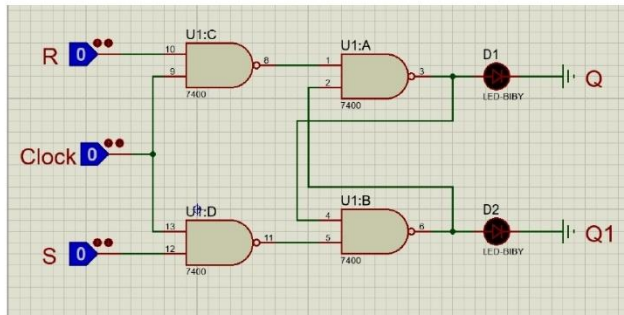 U1:C
U1:A
R 0 10 9 8 1 2 3 D1 Q
7400
7400
LED-BIBY
Clock 0
U1:D
U1:B
S 0 13 12 11 4 5 6 D2 Q1
7400
7400
LED-BIBY